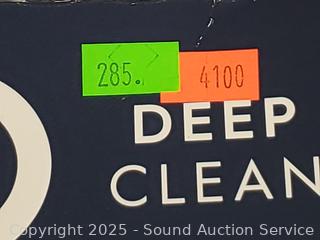 285. 4100
DEEP
CLEAN
Copyright 2025 - Sound Auction Service